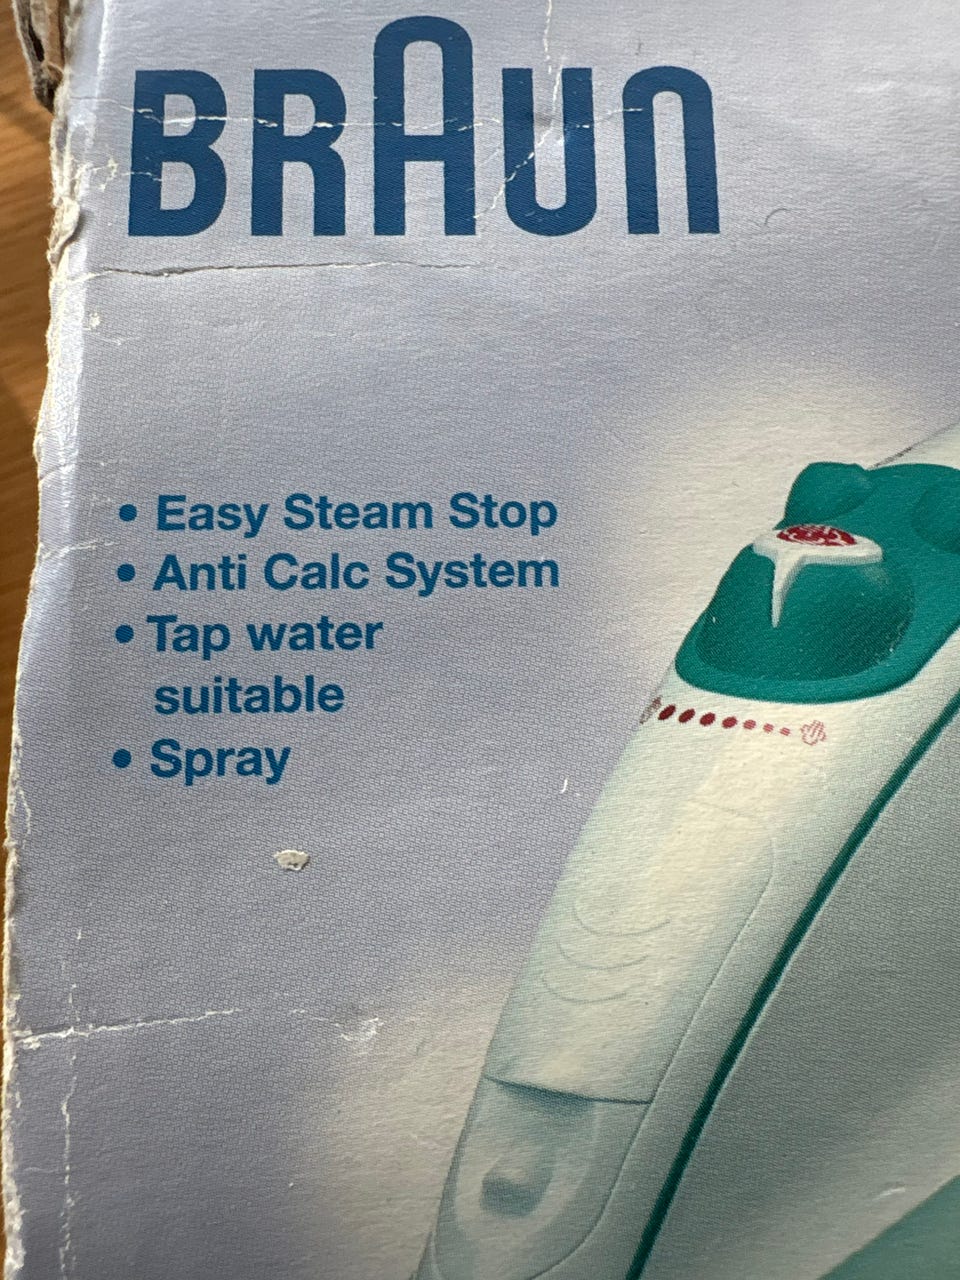 BRAUN
• Easy Steam Stop
• Anti Calc System
• Tap water
suitable
• Spray